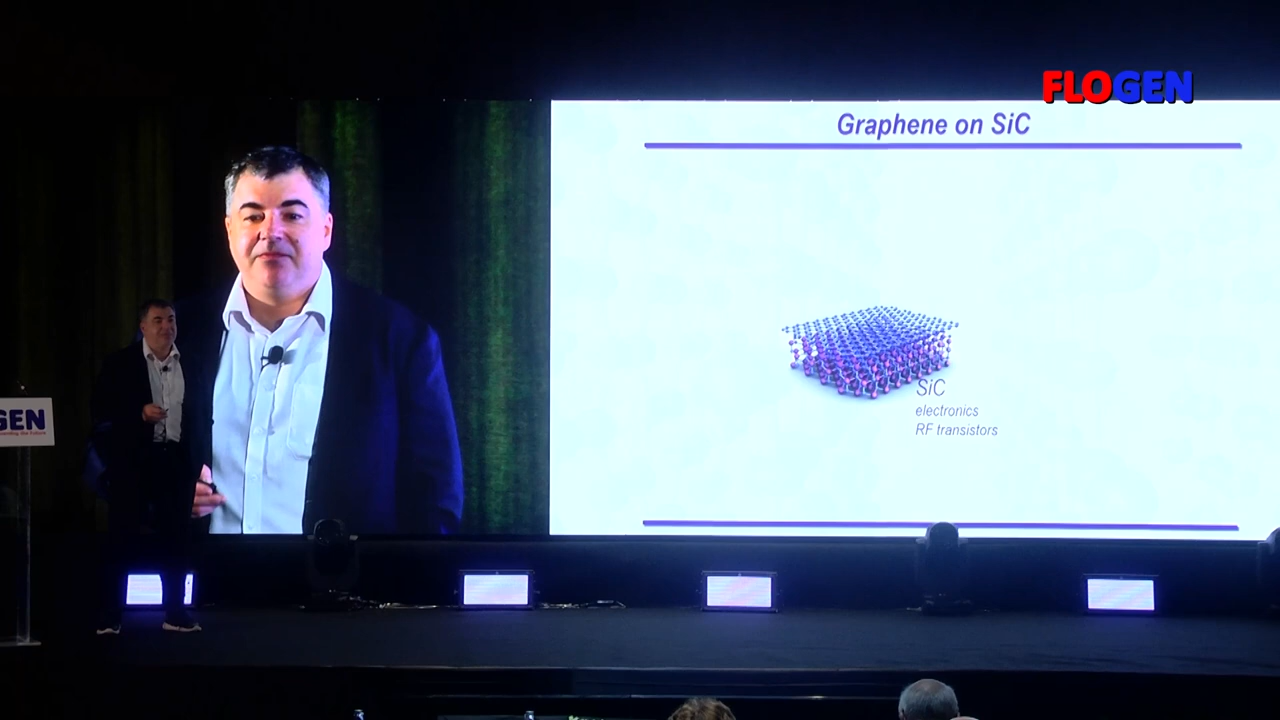 FLOGEN
Graphene on SiC
SiC
electronics
RF transistors
GEN